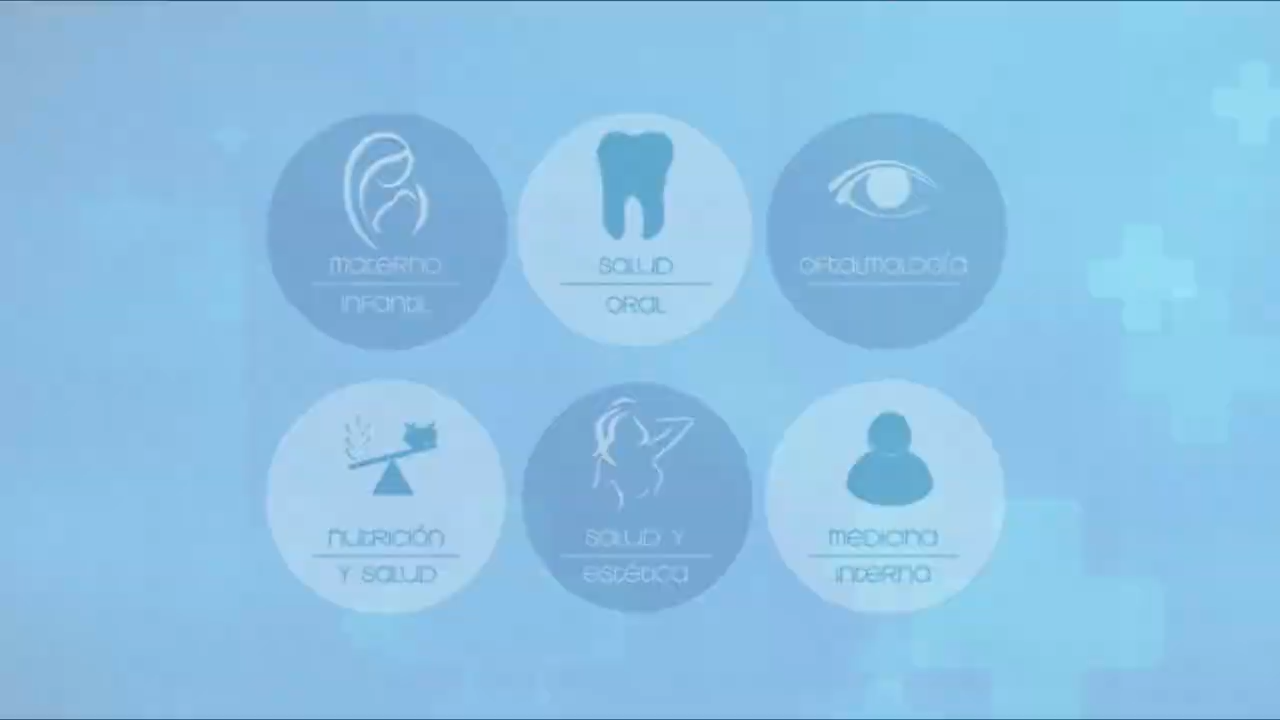 materno
infantil
salud
oral
oftalmología
nutrición
y salud
salud y
estética
medicina
interna